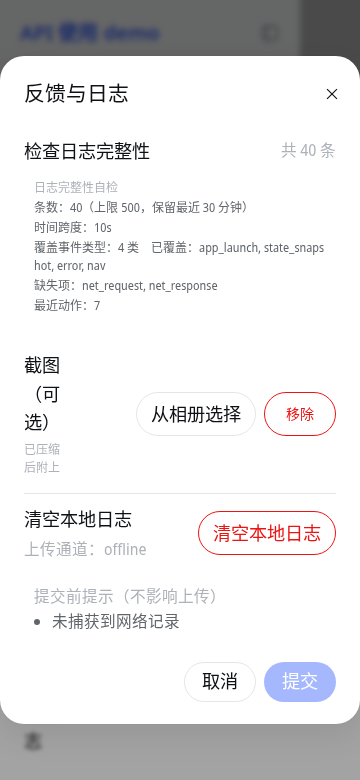 API 使用 demo
反馈与日志
检查日志完整性 共 40 条
日志完整性自检
条数：40（上限 500，保留最近 30 分钟）
时间跨度：10s
覆盖事件类型：4 类 已覆盖：app_launch, state_snaps
hot, error, nav
缺失项：net_request, net_response
最近动作：7
截图
（可
选）
已压缩
后附上
从相册选择 移除
清空本地日志
上传通道：offline
清空本地日志
提交前提示（不影响上传）
• 未捕获到网络记录
取消 提交
志